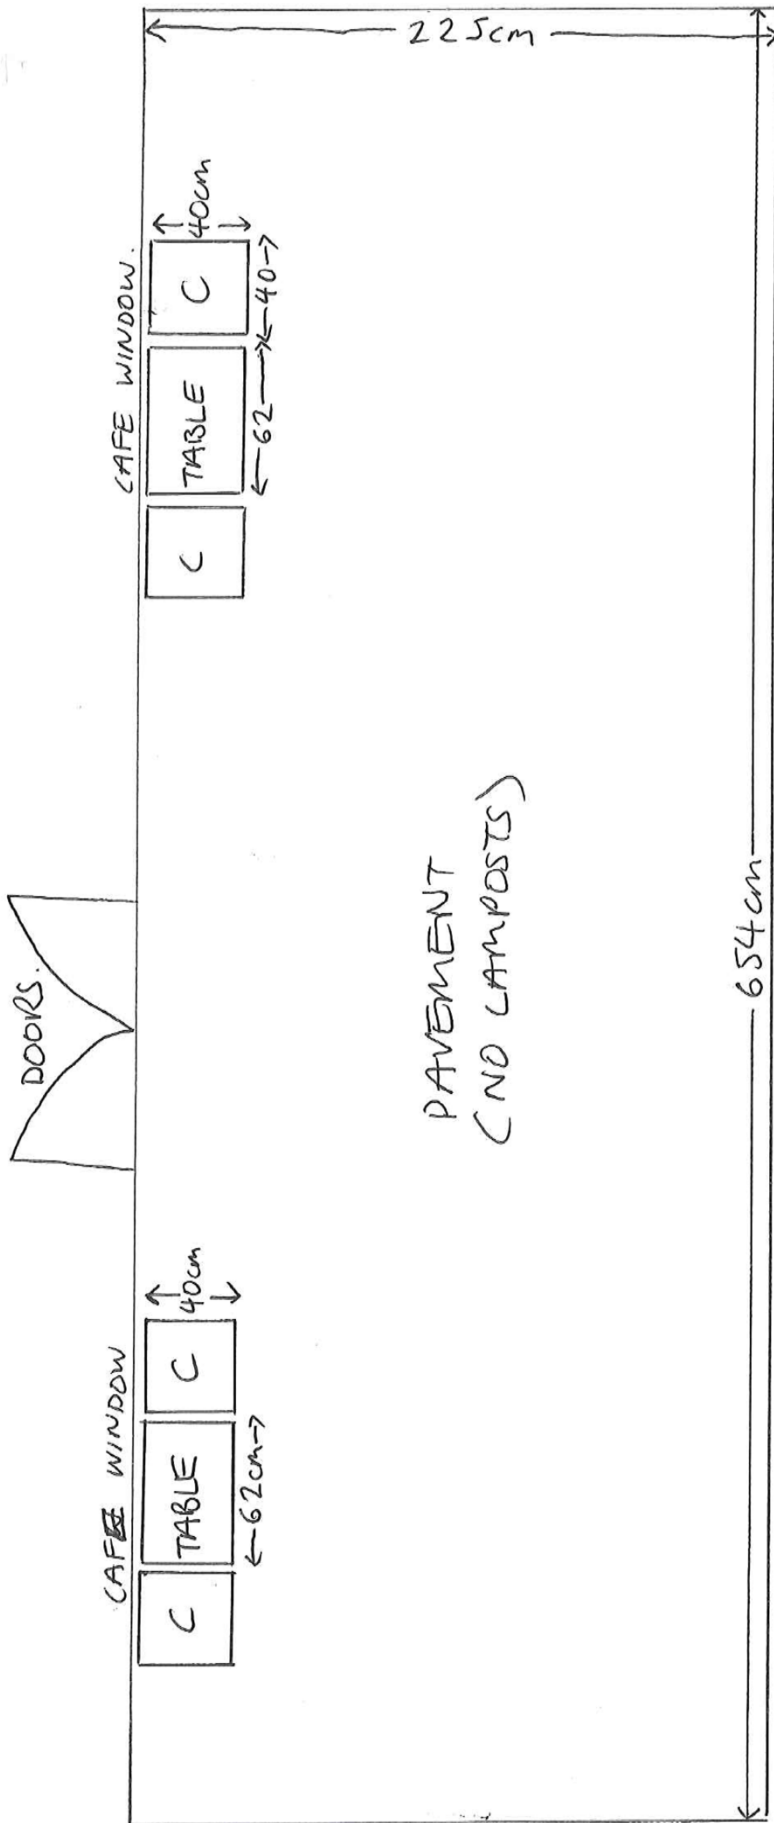 DOORS.
CAFE WINDOW
CAFE WINDOW.
C
TABLE
C
40cm
←62cm→
C
TABLE
C
40cm
←62→
←40→
PAVEMENT
(NO LAMPOSTS)
654cm
225cm